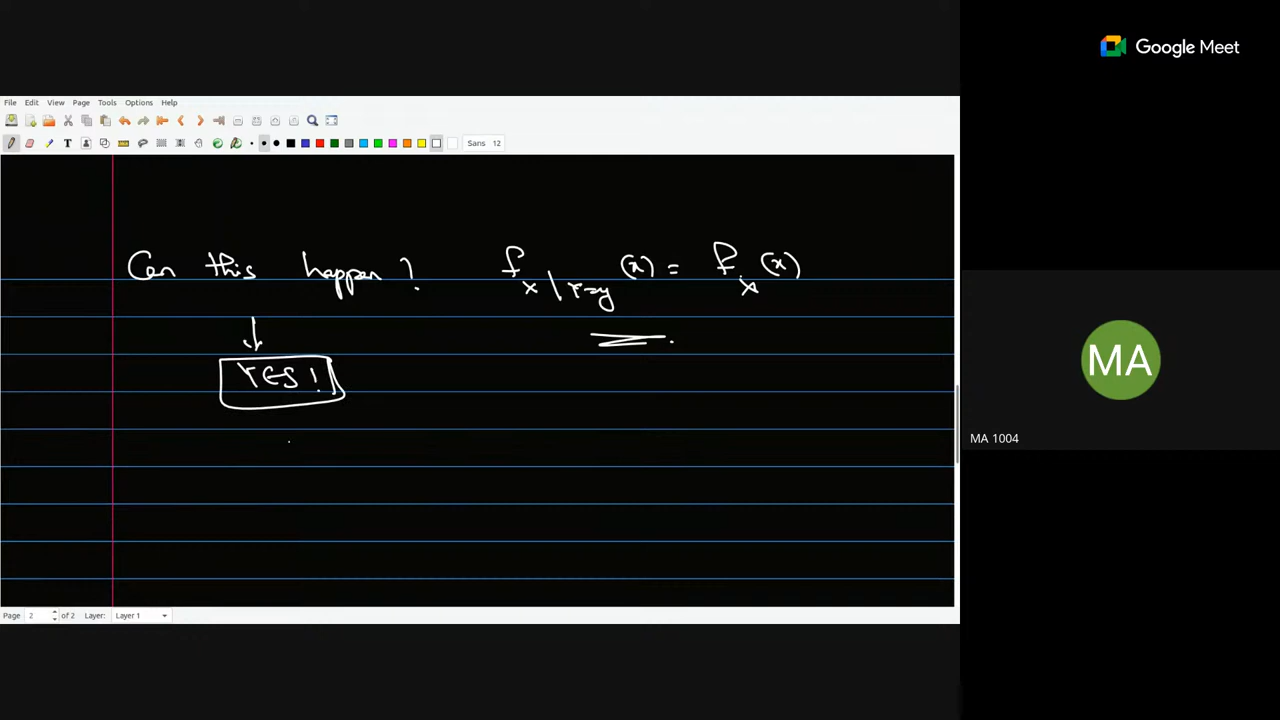 Google Meet
File Edit View Page Tools Options Help
Sans 12
Can this happen? f x|Y=y (x) = f x (x)
YES!
MA
MA 1004
Page 2 of 2 Layer: Layer 1